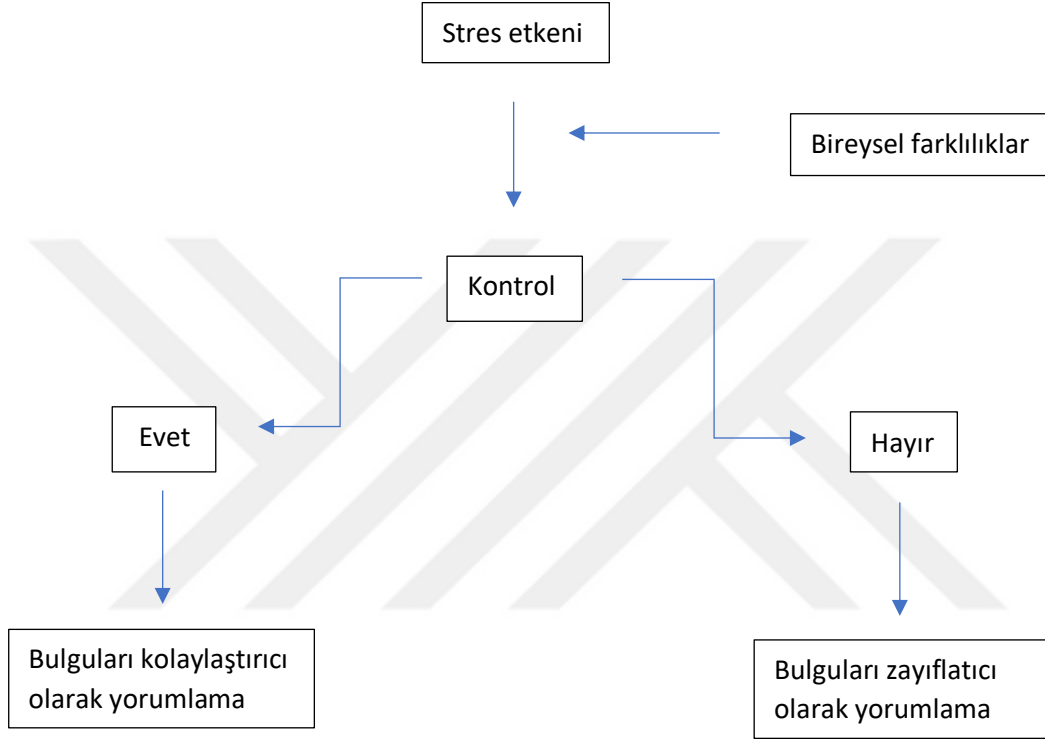 Stres etkeni
Bireysel farklılıklar
Kontrol
Evet
Hayır
Bulguları kolaylaştırıcı
olarak yorumlama
Bulguları zayıflatıcı
olarak yorumlama